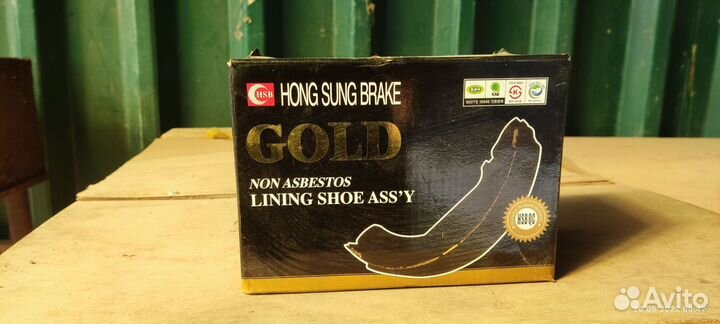 HSB
HONG SUNG BRAKE
GOLD
NON ASBESTOS
LINING SHOE ASS'Y
HSB QC
Avito